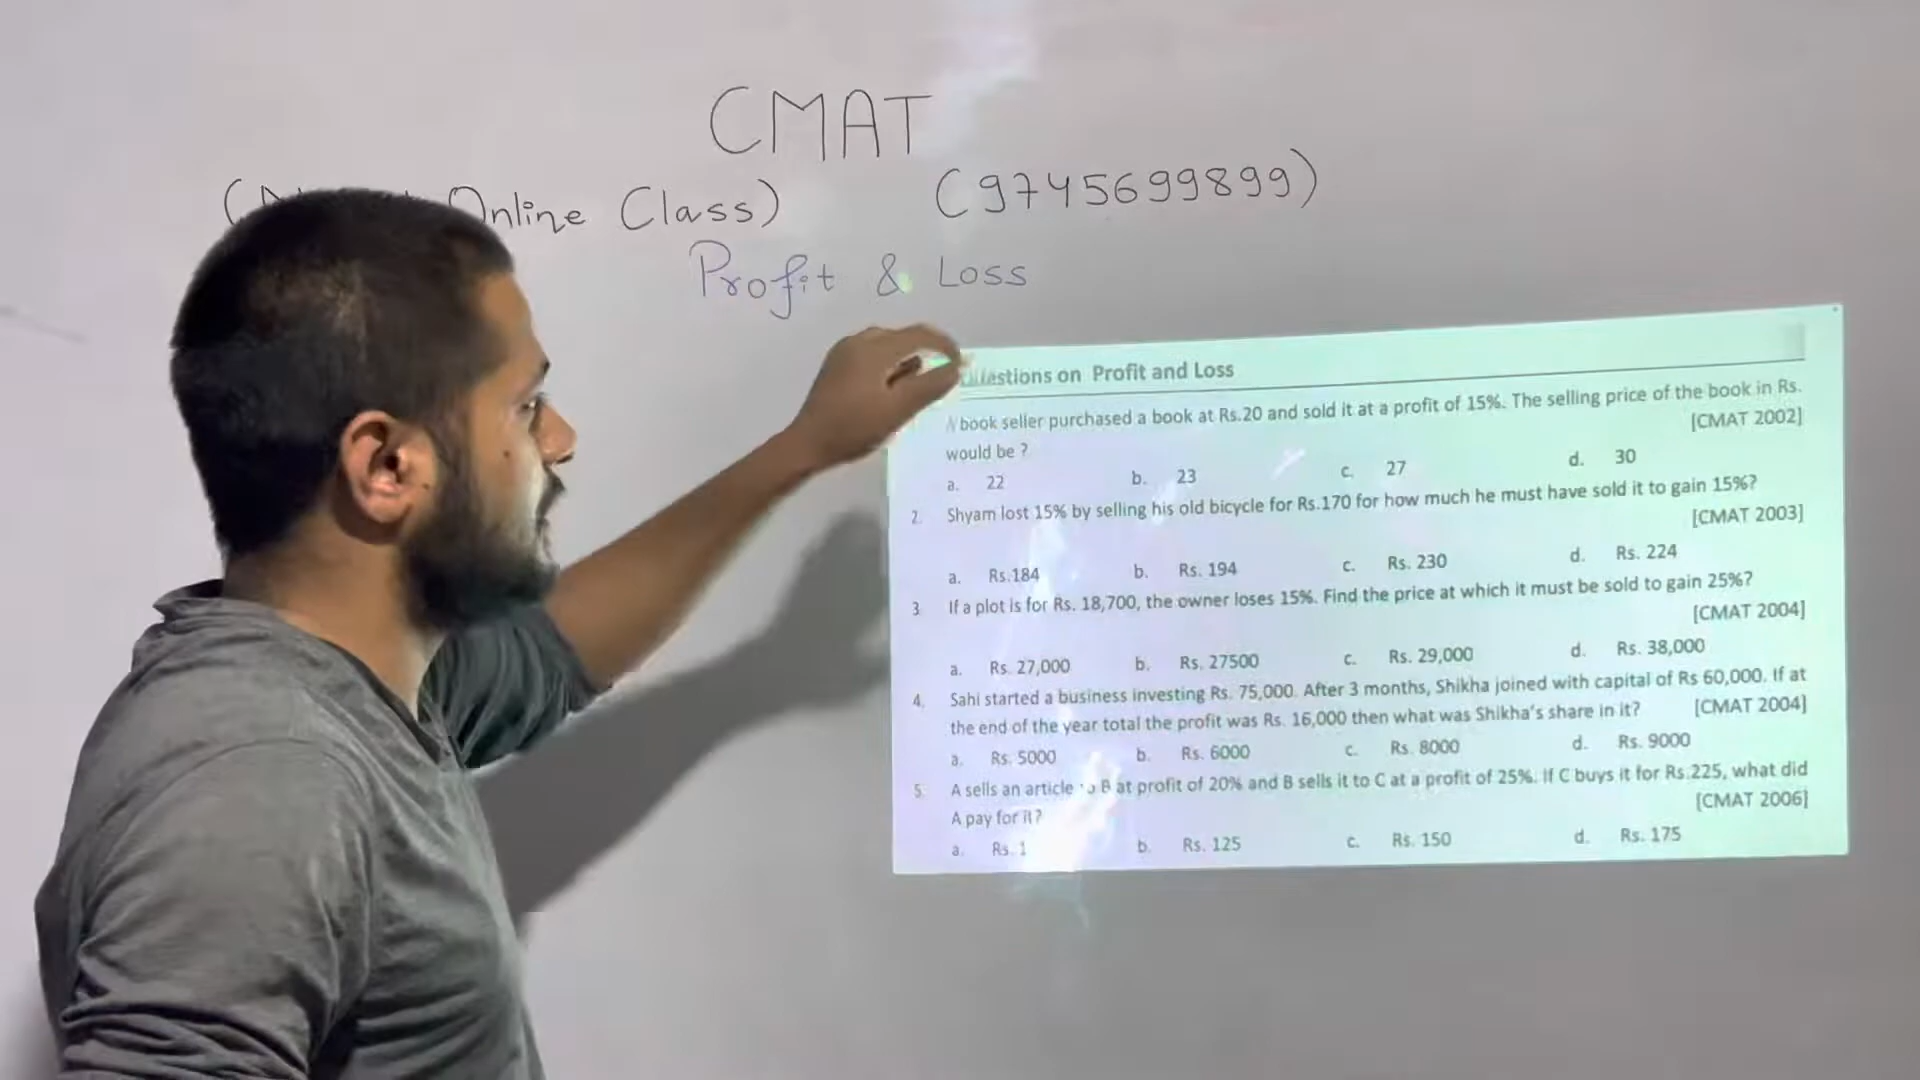 CMAT
Online Class) (9745699899)
Profit & Loss
Questions on Profit and Loss
A book seller purchased a book at Rs.20 and sold it at a profit of 15%. The selling price of the book in Rs.
would be ? [CMAT 2002]
a. 22 b. 23 c. 27 d. 30
2. Shyam lost 15% by selling his old bicycle for Rs.170 for how much he must have sold it to gain 15%?
[CMAT 2003]
a. Rs.184 b. Rs. 194 c. Rs. 230 d. Rs. 224
3 If a plot is for Rs. 18,700, the owner loses 15%. Find the price at which it must be sold to gain 25%?
[CMAT 2004]
a. Rs. 27,000 b. Rs. 27500 c. Rs. 29,000 d. Rs. 38,000
4. Sahi started a business investing Rs. 75,000. After 3 months, Shikha joined with capital of Rs 60,000. If at
the end of the year total the profit was Rs. 16,000 then what was Shikha's share in it? [CMAT 2004]
a. Rs. 5000 b. Rs. 6000 c. Rs. 8000 d. Rs. 9000
5. A sells an article to B at profit of 20% and B sells it to C at a profit of 25%. If C buys it for Rs.225, what did
A pay for it? [CMAT 2006]
a. Rs. b. Rs. 125 c. Rs. 150 d. Rs. 175